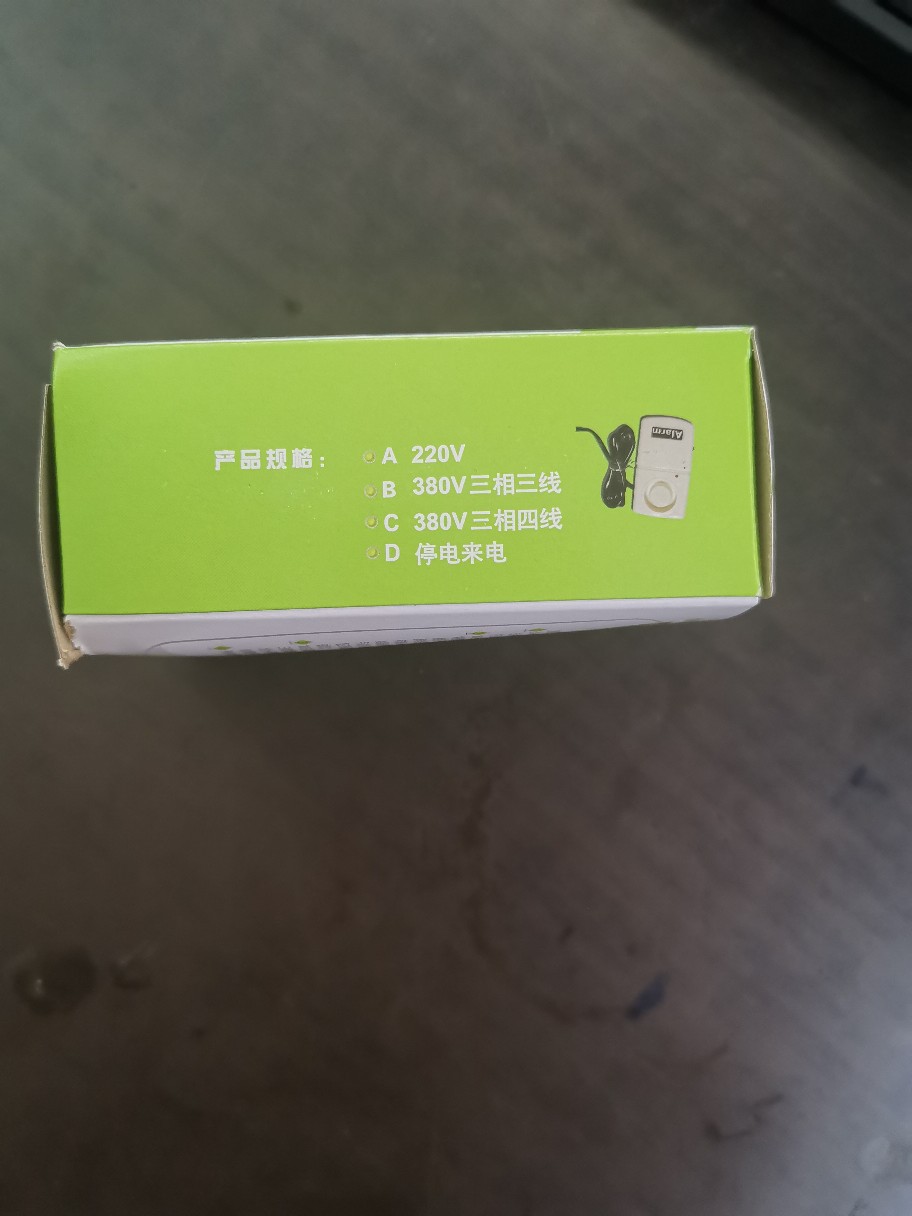 产品规格： A 220V
B 380V三相三线
C 380V三相四线
D 停电来电
Alarm